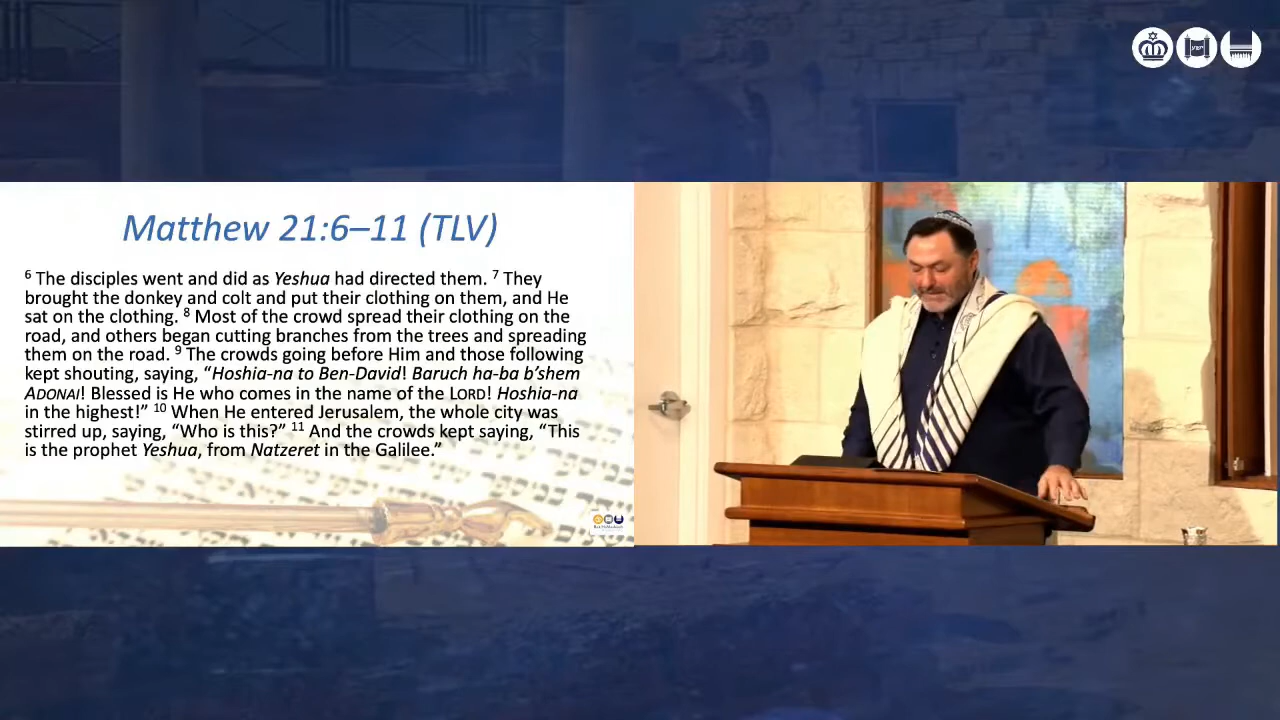 Matthew 21:6–11 (TLV)
6 The disciples went and did as Yeshua had directed them. 7 They
brought the donkey and colt and put their clothing on them, and He
sat on the clothing. 8 Most of the crowd spread their clothing on the
road, and others began cutting branches from the trees and spreading
them on the road. 9 The crowds going before Him and those following
kept shouting, saying, “Hoshia-na to Ben-David! Baruch ha-ba b’shem
ADONAI! Blessed is He who comes in the name of the LORD! Hoshia-na
in the highest!” 10 When He entered Jerusalem, the whole city was
stirred up, saying, “Who is this?” 11 And the crowds kept saying, “This
is the prophet Yeshua, from Natzeret in the Galilee.”